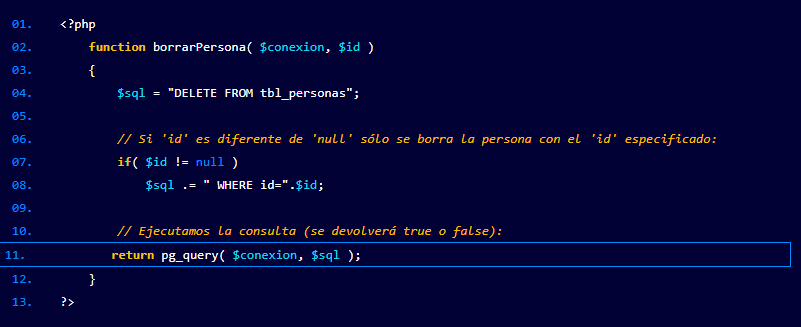 01. <?php
02. function borrarPersona( $conexion, $id )
03. {
04. $sql = "DELETE FROM tbl_personas";
05.
06. // Si 'id' es diferente de 'null' sólo se borra la persona con el 'id' especificado:
07. if( $id != null )
08. $sql .= " WHERE id=".$id;
09.
10. // Ejecutamos la consulta (se devolverá true o false):
11. return pg_query( $conexion, $sql );
12. }
13. ?>